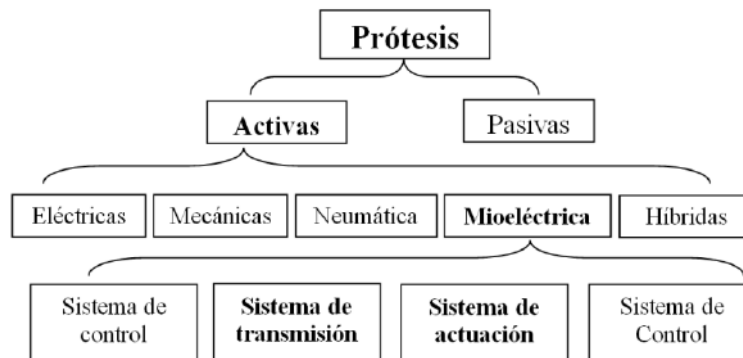 Prótesis
Activas
Pasivas
Eléctricas
Mecánicas
Neumática
Mioeléctrica
Híbridas
Sistema de
control
Sistema de
transmisión
Sistema de
actuación
Sistema de
Control